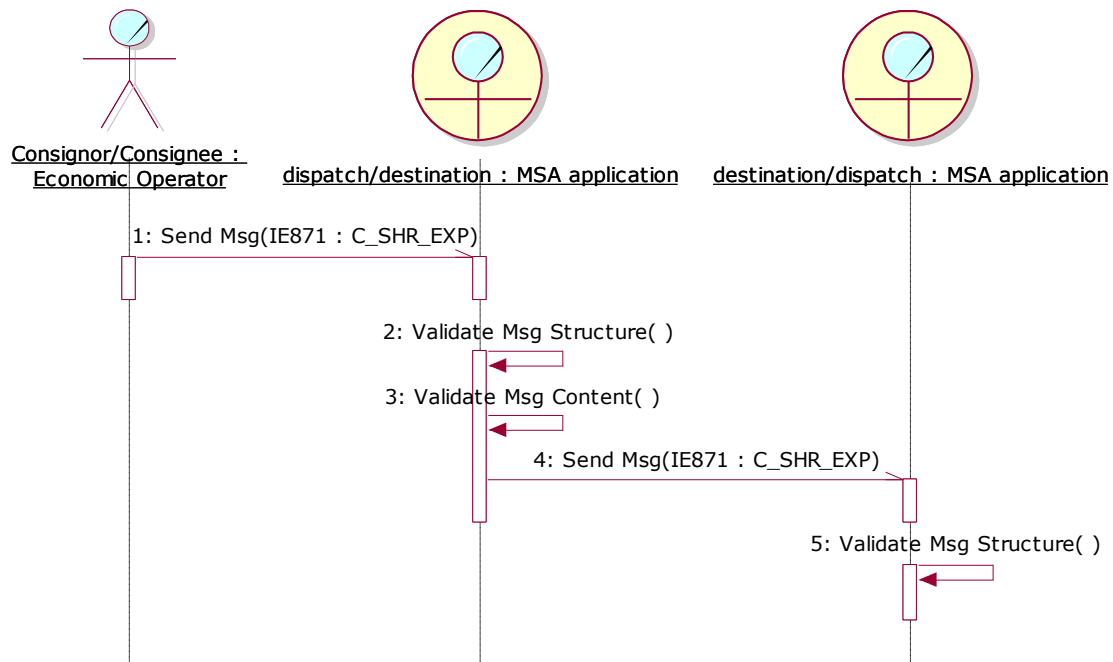 Consignor/Consignee :
Economic Operator
dispatch/destination : MSA application
destination/dispatch : MSA application
1: Send Msg(IE871 : C_SHR_EXP)
2: Validate Msg Structure( )
3: Validate Msg Content( )
4: Send Msg(IE871 : C_SHR_EXP)
5: Validate Msg Structure( )